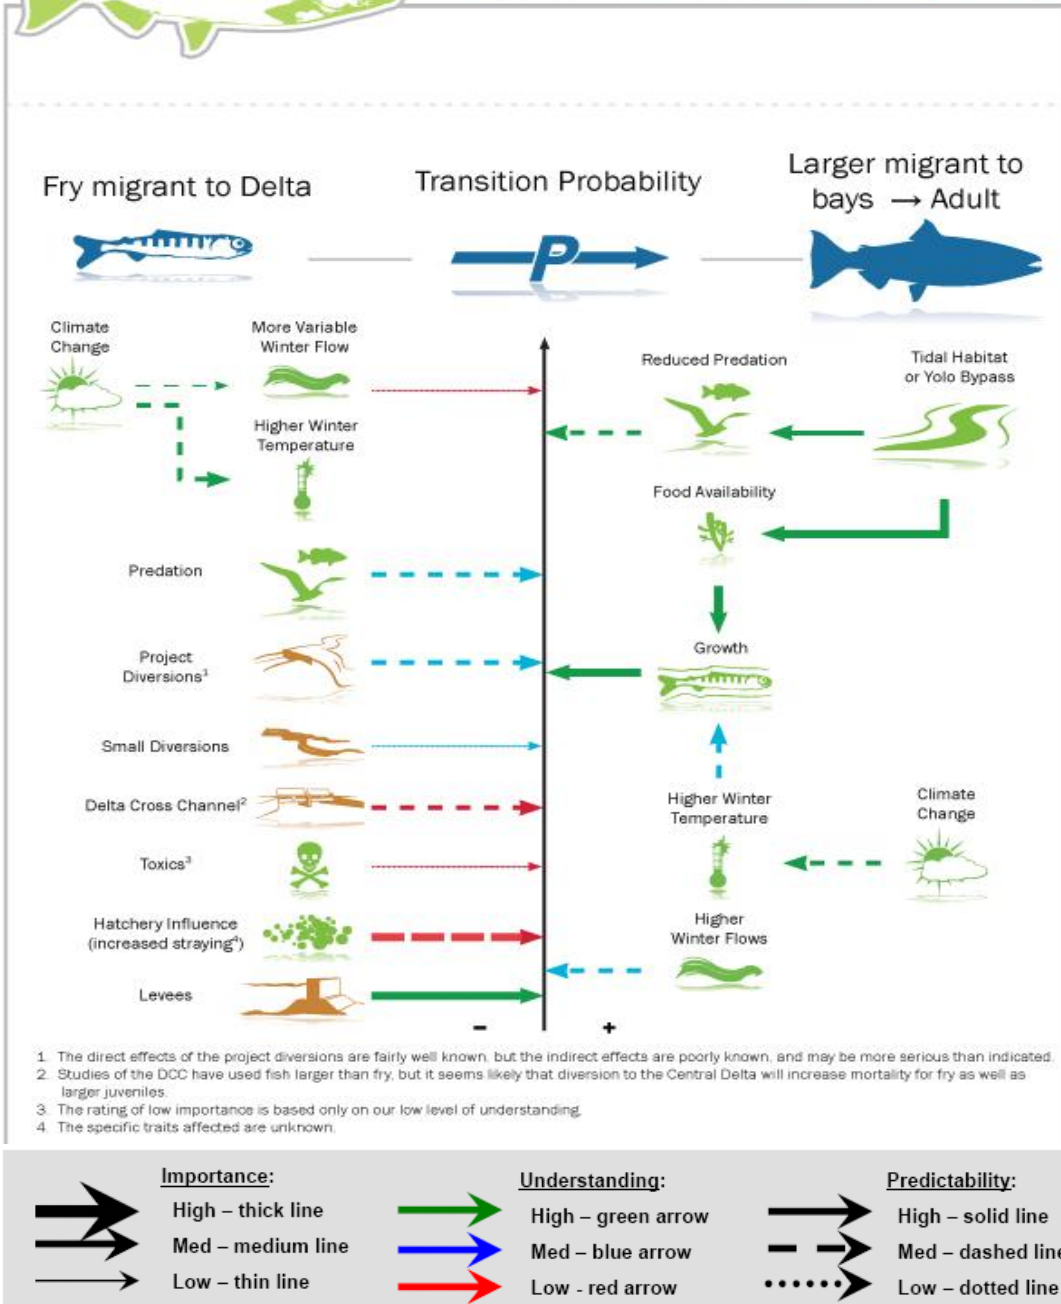 Fry migrant to Delta
Transition Probability
Larger migrant to
bays → Adult
P
Climate
Change
More Variable
Winter Flow
Higher Winter
Temperature
Predation
Project
Diversions¹
Small Diversions
Delta Cross Channel²
Toxics³
Hatchery Influence
(increased straying⁴)
Levees
Reduced Predation
Tidal Habitat
or Yolo Bypass
Food Availability
Growth
Higher Winter
Temperature
Climate
Change
Higher
Winter Flows
– +
1. The direct effects of the project diversions are fairly well known, but the indirect effects are poorly known, and may be more serious than indicated.
2. Studies of the DCC have used fish larger than fry, but it seems likely that diversion to the Central Delta will increase mortality for fry as well as
larger juveniles.
3. The rating of low importance is based only on our low level of understanding.
4. The specific traits affected are unknown.
Importance:
High – thick line
Med – medium line
Low – thin line
Understanding:
High – green arrow
Med – blue arrow
Low - red arrow
Predictability:
High – solid line
Med – dashed line
Low – dotted line